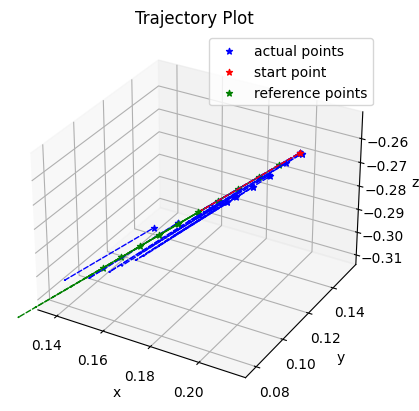 Trajectory Plot
actual points
start point
reference points
−0.26
−0.27
−0.28
−0.29
−0.30
−0.31
z
0.14
0.12
0.10
0.08
y
0.14
0.16
0.18
0.20
x